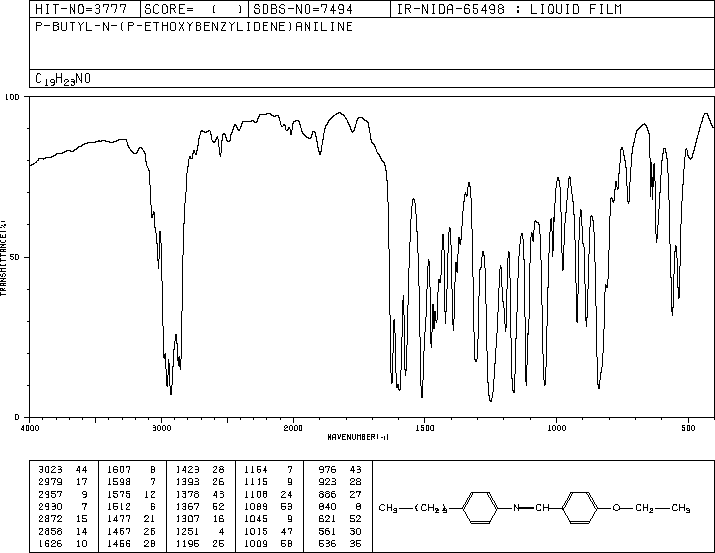 HIT-NO=3777 SCORE= ( ) SDBS-NO=7494 IR-NIDA-65498 : LIQUID FILM
P-BUTYL-N-(P-ETHOXYBENZYLIDENE)ANILINE
C19H23NO
100
50
0
TRANSMITTANCE(%)
4000 3000 2000 1500 1000 500
WAVENUMBER(-1)
3023 44 1607 8 1423 28 1164 7 976 43
2979 17 1598 7 1393 26 1115 9 923 28
2957 9 1575 12 1378 43 1108 24 886 27
2930 7 1512 6 1367 52 1089 53 840 8
2872 15 1477 21 1307 16 1045 9 621 52
2858 14 1467 26 1251 4 1015 47 561 30
1626 10 1456 28 1195 26 1009 58 536 35
CH3—(CH2)3 N═CH O—CH2—CH3